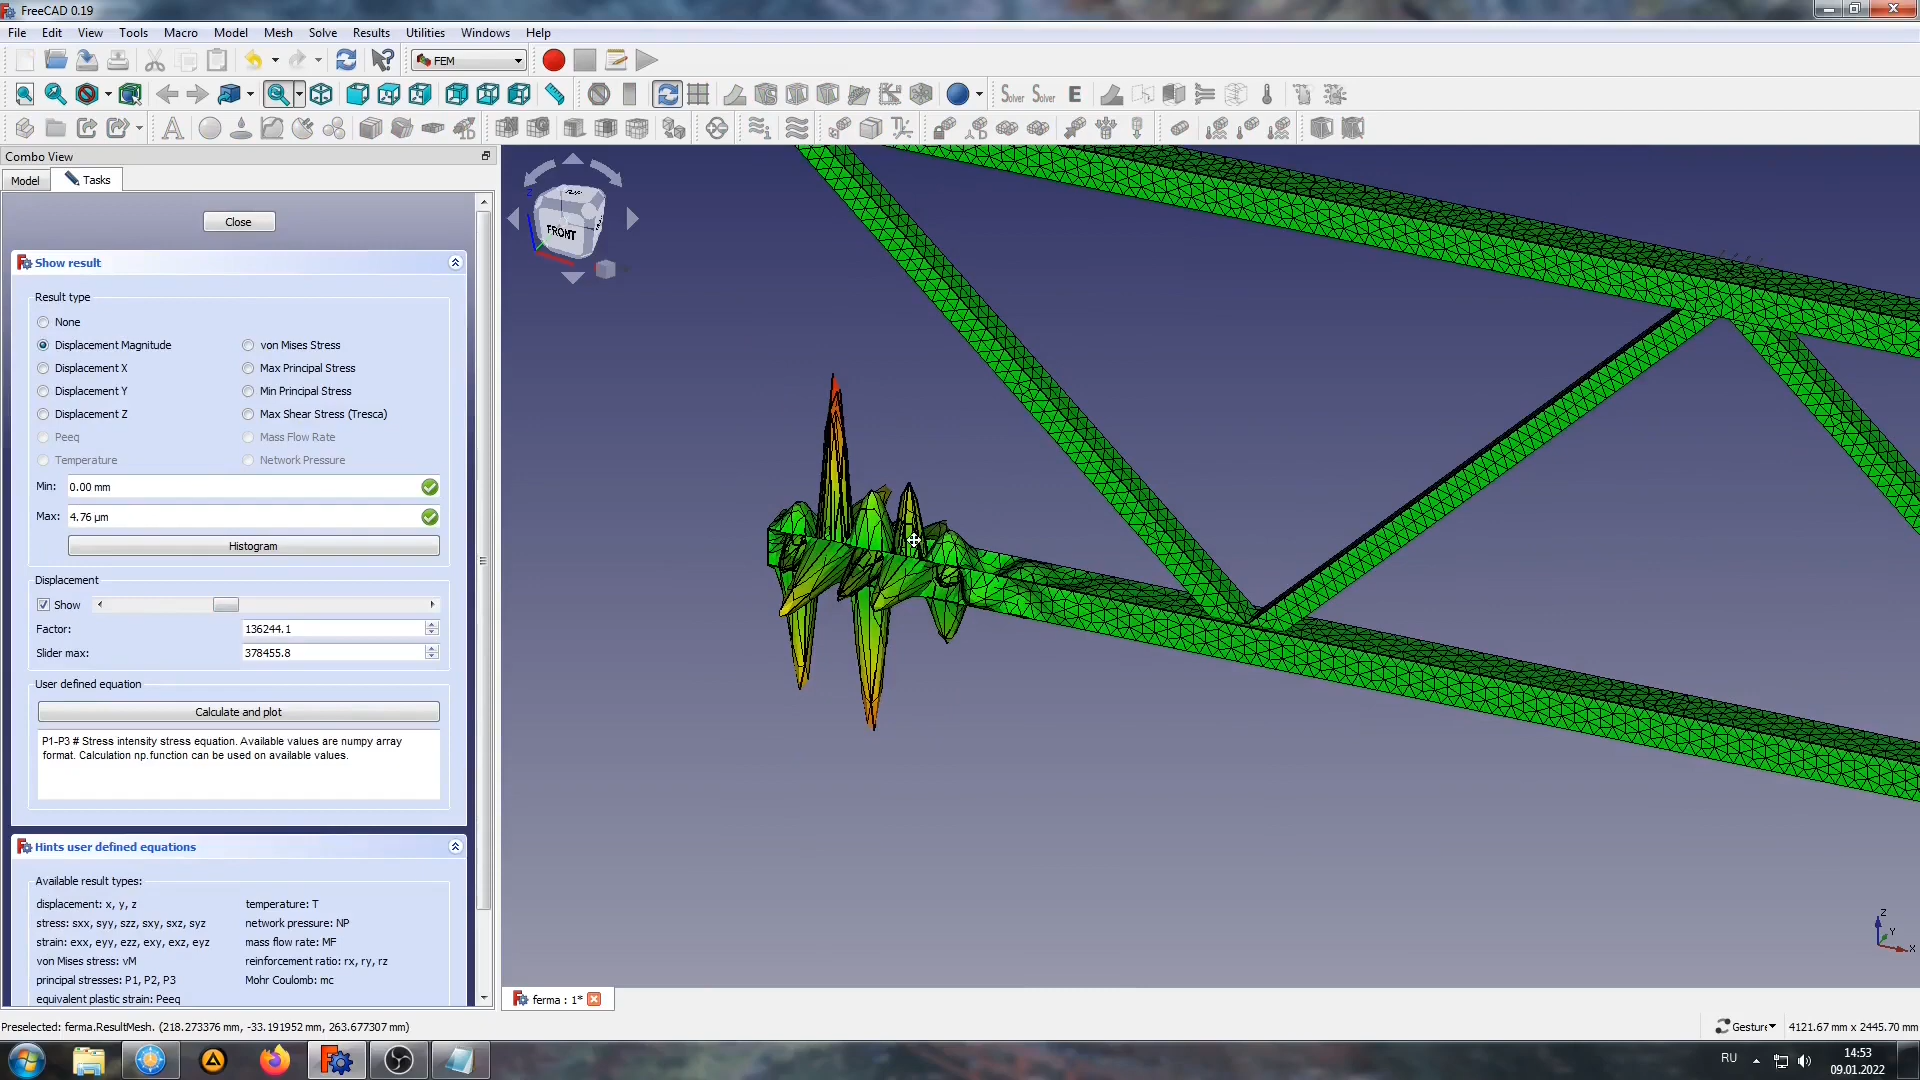 FreeCAD 0.19
File Edit View Tools Macro Model Mesh Solve Results Utilities Windows Help
FEM
Solver Solver E
A 1D
Combo View
Model Tasks
Close
Show result
Result type
None
Displacement Magnitude von Mises Stress
Displacement X Max Principal Stress
Displacement Y Min Principal Stress
Displacement Z Max Shear Stress (Tresca)
Peeq Mass Flow Rate
Temperature Network Pressure
Min: 0.00 mm
Max: 4.76 µm
Histogram
Displacement
Show
Factor: 136244.1
Slider max: 378455.8
User defined equation
Calculate and plot
P1-P3 # Stress intensity stress equation. Available values are numpy array
format. Calculation np.function can be used on available values.
Hints user defined equations
Available result types:
displacement: x, y, z temperature: T
stress: sxx, syy, szz, sxy, sxz, syz network pressure: NP
strain: exx, eyy, ezz, exy, exz, eyz mass flow rate: MF
von Mises stress: vM reinforcement ratio: rx, ry, rz
principal stresses: P1, P2, P3 Mohr Coulomb: mc
equivalent plastic strain: Peeq
FRONT
Z
Y
X
ferma : 1*
Preselected: ferma.ResultMesh. (218.273376 mm, -33.191952 mm, 263.677307 mm)
Gesture 4121.67 mm x 2445.70 mm
RU
14:53
09.01.2022